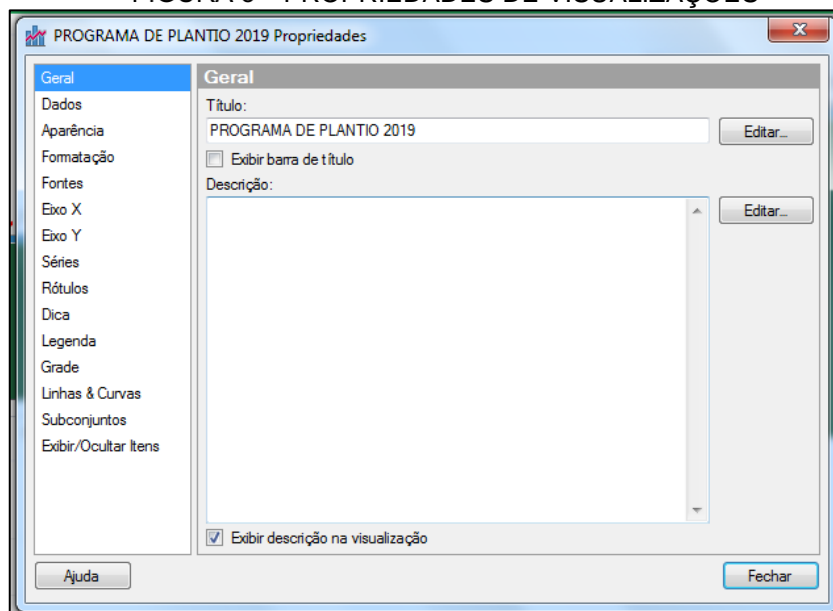 PROGRAMA DE PLANTIO 2019 Propriedades
Geral
Dados
Aparência
Formatação
Fontes
Eixo X
Eixo Y
Séries
Rótulos
Dica
Legenda
Grade
Linhas & Curvas
Subconjuntos
Exibir/Ocultar Itens
Geral
Título:
PROGRAMA DE PLANTIO 2019
Editar...
Exibir barra de título
Descrição:
Editar...
Exibir descrição na visualização
Ajuda
Fechar